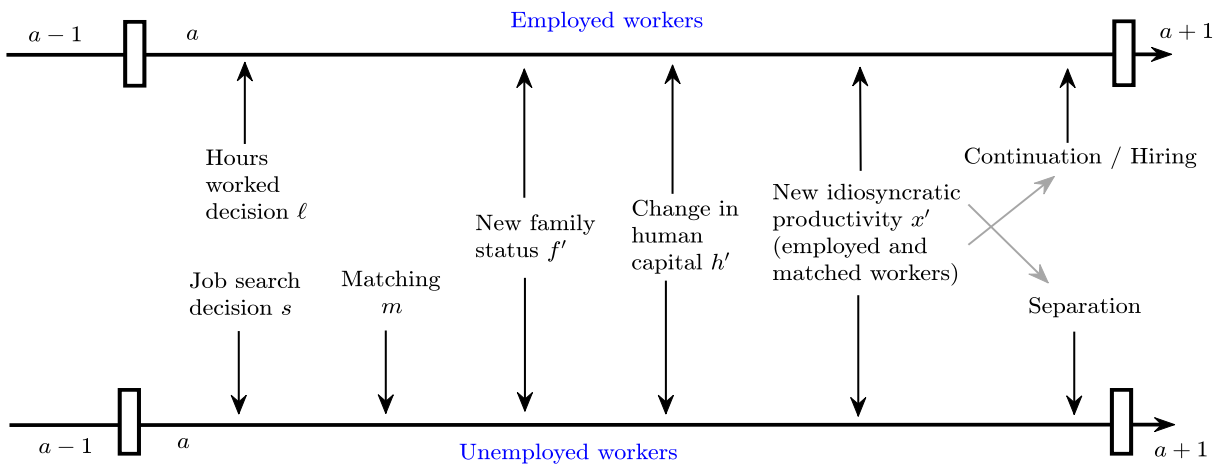 Employed workers
a − 1
a
a + 1
Hours
worked
decision ℓ
Job search
decision s
Matching
m
New family
status f′
Change in
human
capital h′
New idiosyncratic
productivity x′
(employed and
matched workers)
Continuation / Hiring
Separation
a − 1
a
Unemployed workers
a + 1